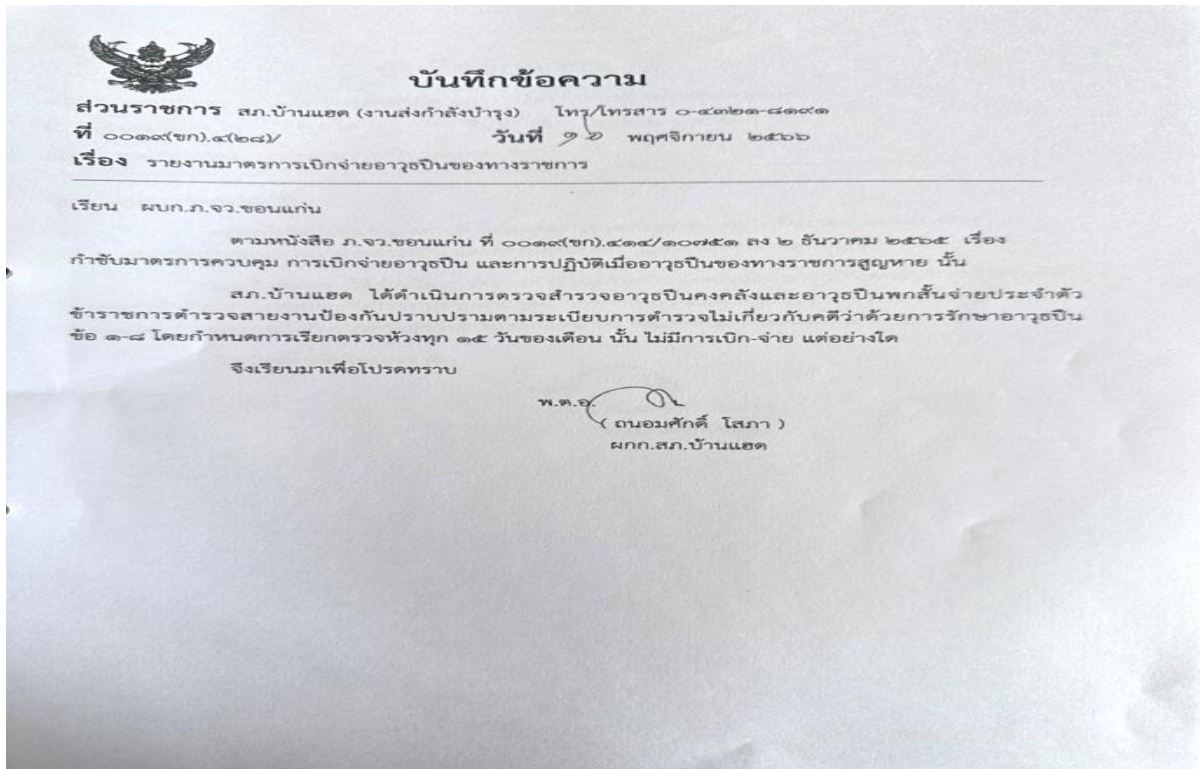 บันทึกข้อความ
ส่วนราชการ สภ.บ้านแฮด (งานส่งกำลังบำรุง) โทร/โทรสาร ๐-๔๓๒๑-๘๑๙๑
ที่ ๐๐๑๙(ขก).๔(๒๘)/ วันที่ ๑๖ พฤศจิกายน ๒๕๖๖
เรื่อง รายงานมาตรการเบิกจ่ายอาวุธปืนของทางราชการ
เรียน ผบก.ภ.จว.ขอนแก่น
ตามหนังสือ ภ.จว.ขอนแก่น ที่ ๐๐๑๙(ขก).๔๑๔/๑๐๗๕๑ ลง ๒ ธันวาคม ๒๕๖๕ เรื่อง
กำชับมาตรการควบคุม การเบิกจ่ายอาวุธปืน และการปฏิบัติเมื่ออาวุธปืนของทางราชการสูญหาย นั้น
สภ.บ้านแฮด ได้ดำเนินการตรวจสำรวจอาวุธปืนคงคลังและอาวุธปืนพกสั้นจ่ายประจำตัว
ข้าราชการตำรวจสายงานป้องกันปราบปรามตามระเบียบการตำรวจไม่เกี่ยวกับคดีว่าด้วยการรักษาอาวุธปืน
ข้อ ๑-๘ โดยกำหนดการเรียกตรวจห้วงทุก ๑๕ วันของเดือน นั้น ไม่มีการเบิก-จ่าย แต่อย่างใด
จึงเรียนมาเพื่อโปรดทราบ
พ.ต.อ.
( ถนอมศักดิ์ โสภา )
ผกก.สภ.บ้านแฮด